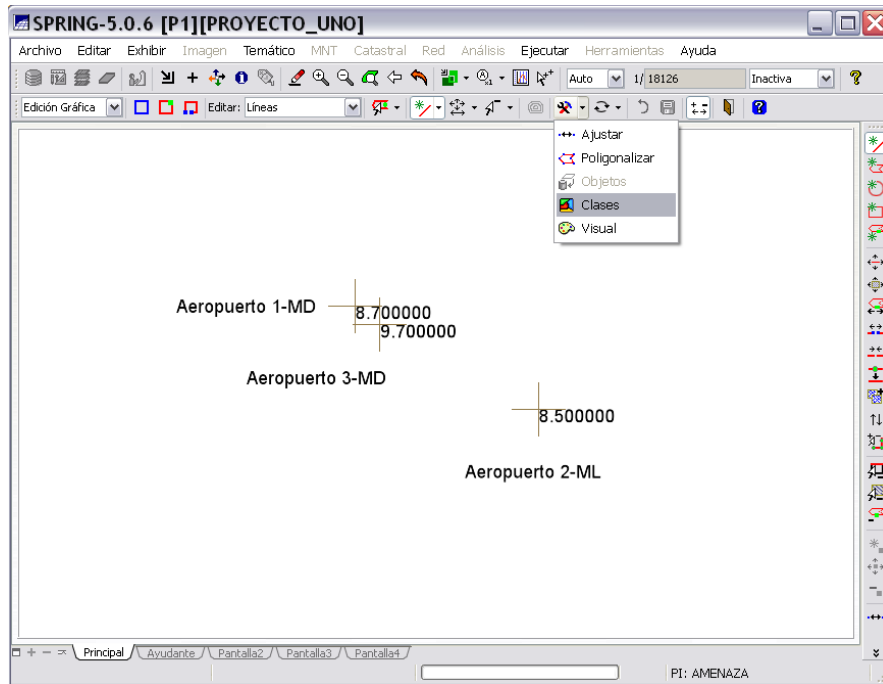 SPRING-5.0.6 [P1][PROYECTO_UNO]
Archivo Editar Exhibir Imagen Temático MNT Catastral Red Análisis Ejecutar Herramientas Ayuda
Auto 1/ 18126 Inactiva
Edición Gráfica Editar: Líneas
Ajustar
Poligonalizar
Objetos
Clases
Visual
Aeropuerto 1-MD
8.700000
9.700000
Aeropuerto 3-MD
8.500000
Aeropuerto 2-ML
Principal Ayudante Pantalla2 Pantalla3 Pantalla4
PI: AMENAZA